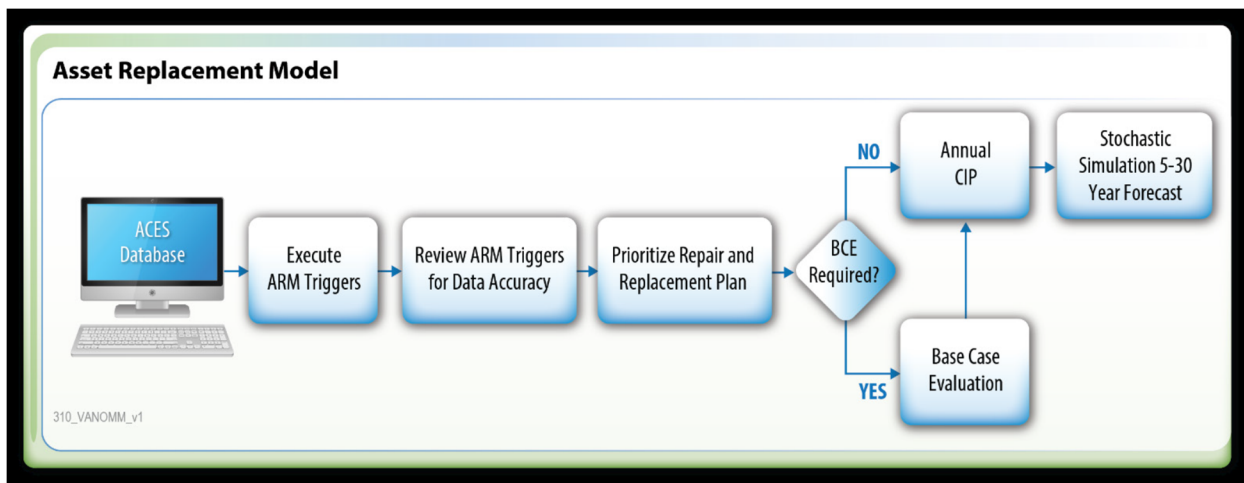 Asset Replacement Model
ACES
Database
Execute
ARM Triggers
Review ARM Triggers
for Data Accuracy
Prioritize Repair and
Replacement Plan
BCE
Required?
NO
YES
Annual
CIP
Stochastic
Simulation 5-30
Year Forecast
Base Case
Evaluation
310_VANOMM_v1